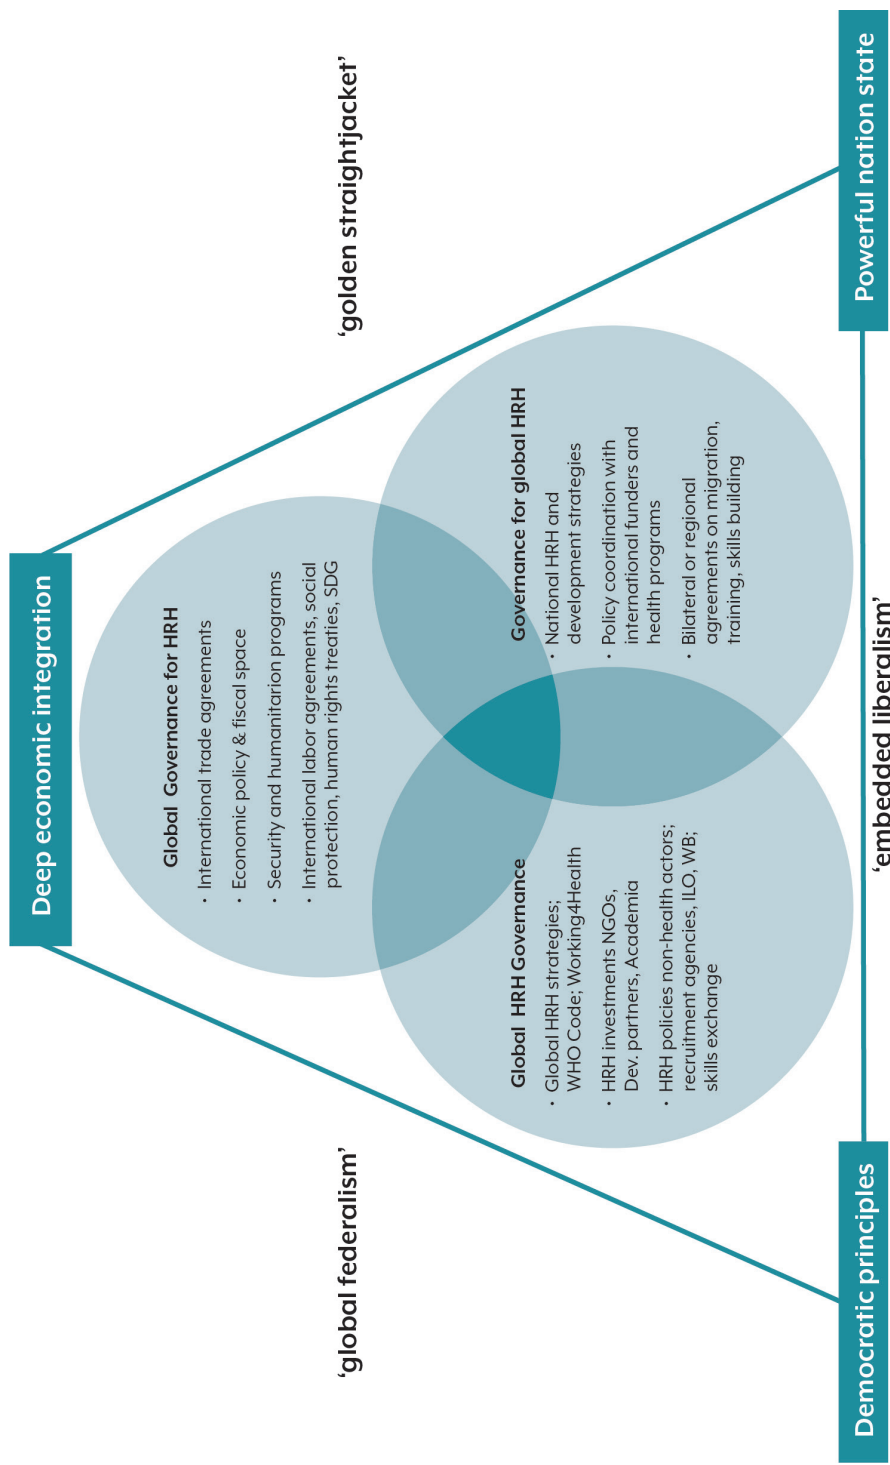 Deep economic integration
‘global federalism’
‘golden straightjacket’
Global  Governance for HRH
· International trade agreements
· Economic policy & fiscal space
· Security and humanitarion programs
· International labor agreements, social
protection, human rights treaties, SDG
Global  HRH Governance
· Global HRH strategies;
WHO Code; Working4Health
· HRH investments NGOs,
Dev. partners, Academia
· HRH policies non-health actors;
recruitment agencies, ILO, WB;
skills exchange
Governance for global HRH
· National HRH and
development strategies
· Policy coordination with
international funders and
health programs
· Bilateral or regional
agreements on migration,
training, skills building
Democratic principles
‘embedded liberalism’
Powerful nation state